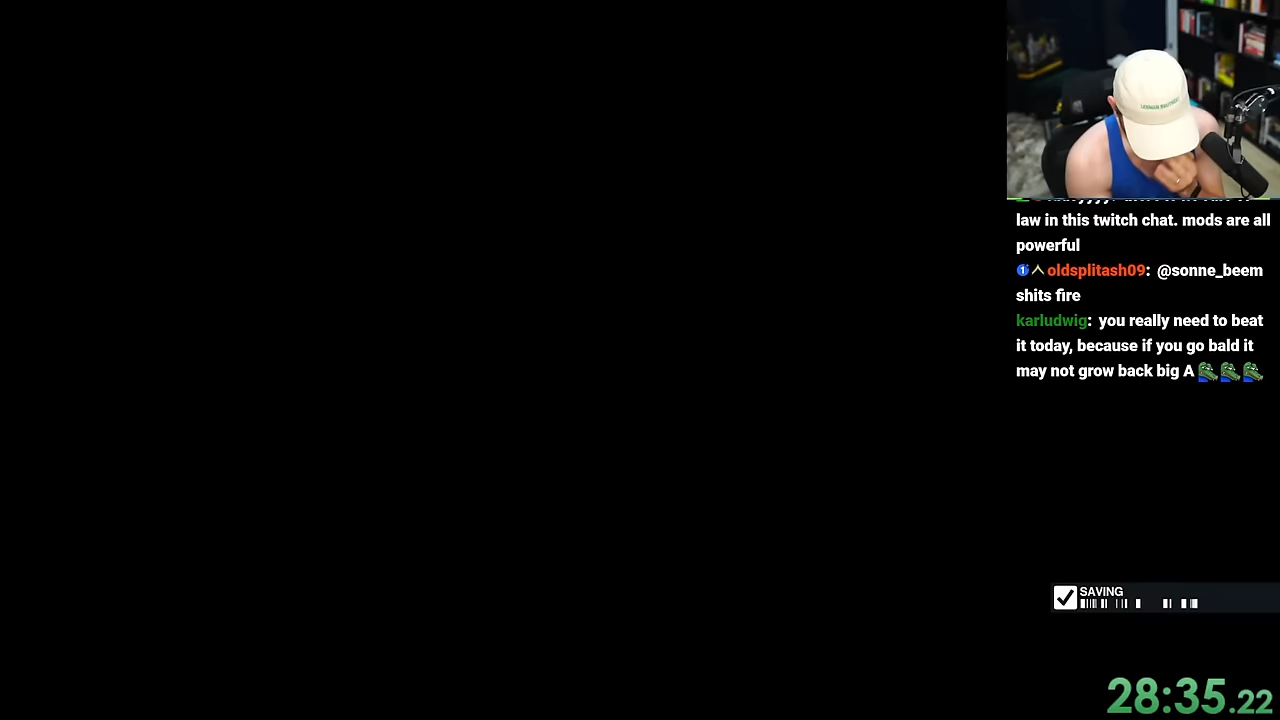 law in this twitch chat. mods are all
powerful
oldsplitash09: @sonne_beem
shits fire
karludwig: you really need to beat
it today, because if you go bald it
may not grow back big A
SAVING
28:35.22